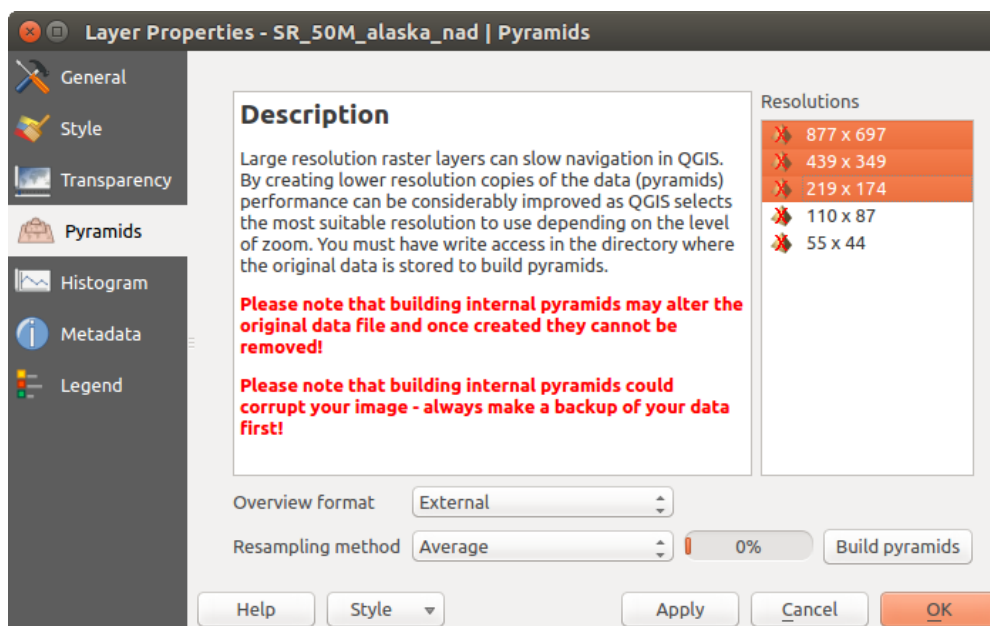 Layer Properties - SR_50M_alaska_nad | Pyramids
General
Style
Transparency
Pyramids
Histogram
Metadata
Legend
Description
Large resolution raster layers can slow navigation in QGIS.
By creating lower resolution copies of the data (pyramids)
performance can be considerably improved as QGIS selects
the most suitable resolution to use depending on the level
of zoom. You must have write access in the directory where
the original data is stored to build pyramids.
Please note that building internal pyramids may alter the
original data file and once created they cannot be
removed!
Please note that building internal pyramids could
corrupt your image - always make a backup of your data
first!
Resolutions
877 x 697
439 x 349
219 x 174
110 x 87
55 x 44
Overview format
External
Resampling method
Average
0%
Build pyramids
Help
Style
Apply
Cancel
OK